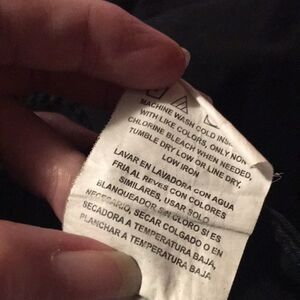 MACHINE WASH COLD
WITH LIKE COLORS, ONLY NON-
CHLORINE BLEACH WHEN NEEDED,
TUMBLE DRY LOW OR LINE DRY,
LOW IRON
LAVAR EN LAVADORA CON AGUA
FRIA AL REVES CON COLORES
SIMILARES, USAR SOLO
BLANQUEADOR SIN CLORO SI ES
NECESARIO, SECAR COLGADO O EN
SECADORA A TEMPERATURA BAJA,
PLANCHAR A TEMPERATURA BAJA